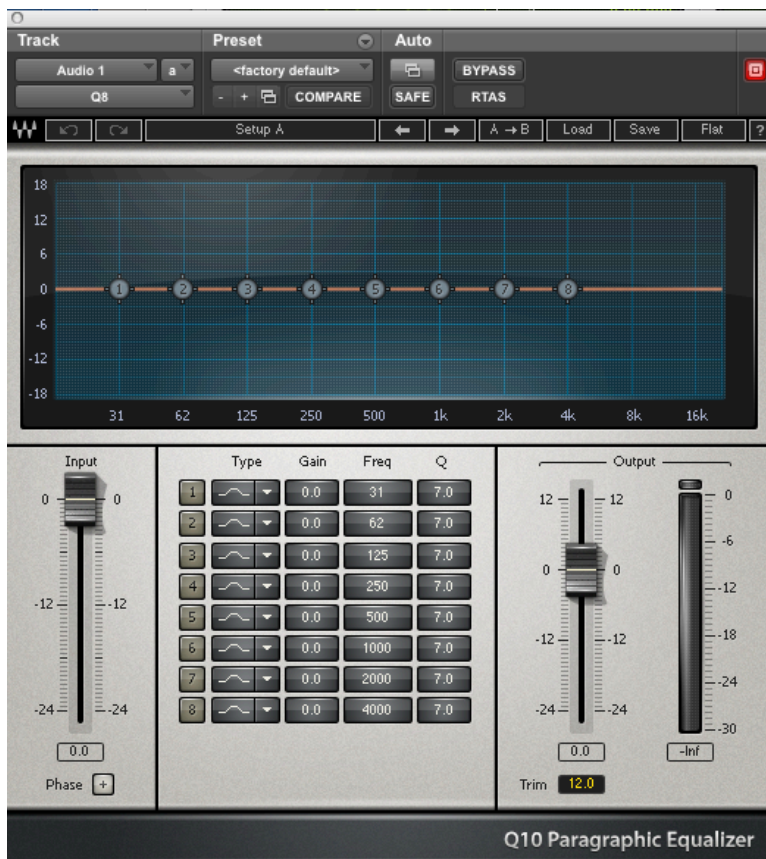 Track Preset Auto
Audio 1 a <factory default> BYPASS
Q8 - + COMPARE SAFE RTAS
Setup A A → B Load Save Flat ?
18
12
6
0
-6
-12
-18
31 62 125 250 500 1k 2k 4k 8k 16k
1 2 3 4 5 6 7 8
Input
0 0
-12 -12
-24 -24
0.0
Phase +
Type Gain Freq Q
1 0.0 31 7.0
2 0.0 62 7.0
3 0.0 125 7.0
4 0.0 250 7.0
5 0.0 500 7.0
6 0.0 1000 7.0
7 0.0 2000 7.0
8 0.0 4000 7.0
Output
12 12
0 0
-12 -12
-24 -24
0.0
Trim 12.0
0
-6
-12
-18
-24
-30
-Inf
Q10 Paragraphic Equalizer